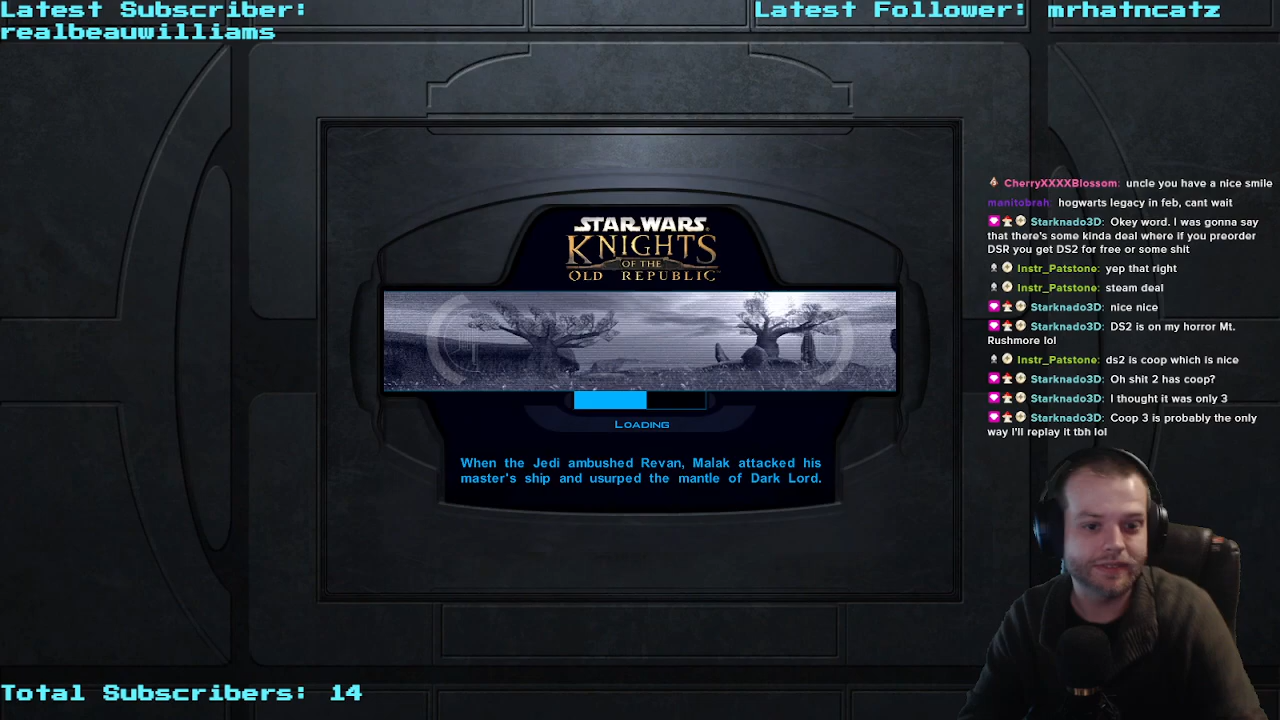 Latest Subscriber:
realbeauwilliams
Latest Follower: mrhatncatz
STAR WARS
KNIGHTS
OF THE
OLD REPUBLIC
LOADING
When the Jedi ambushed Revan, Malak attacked his
master's ship and usurped the mantle of Dark Lord.
CherryXXXXBlossom: uncle you have a nice smile
manitobrah: hogwarts legacy in feb, cant wait
Starknado3D: Okey word. I was gonna say
that there's some kinda deal where if you preorder
DSR you get DS2 for free or some shit
Instr_Patstone: yep that right
Instr_Patstone: steam deal
Starknado3D: nice nice
Starknado3D: DS2 is on my horror Mt.
Rushmore lol
Instr_Patstone: ds2 is coop which is nice
Starknado3D: Oh shit 2 has coop?
Starknado3D: I thought it was only 3
Starknado3D: Coop 3 is probably the only
way I'll replay it tbh lol
Total Subscribers: 14